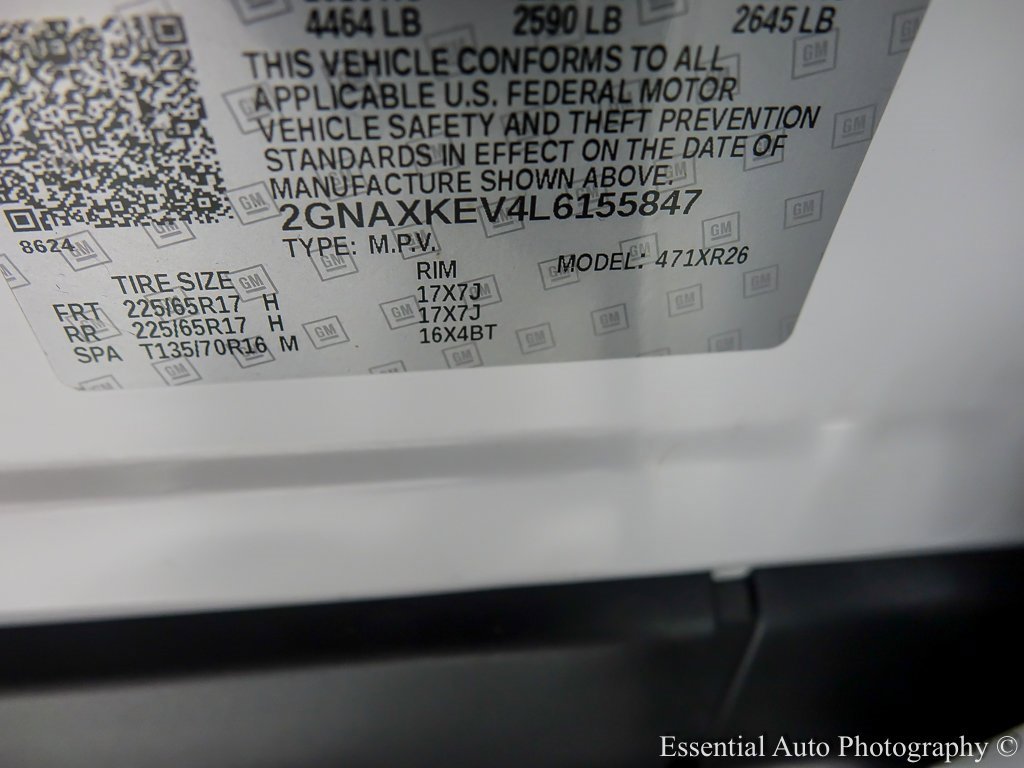 4464 LB 2590 LB 2645 LB
THIS VEHICLE CONFORMS TO ALL
APPLICABLE U.S. FEDERAL MOTOR
VEHICLE SAFETY AND THEFT PREVENTION
STANDARDS IN EFFECT ON THE DATE OF
MANUFACTURE SHOWN ABOVE.
2GNAXKEV4L6155847
8624
TYPE: M.P.V. MODEL: 471XR26
TIRE SIZE RIM
FRT 225/65R17 H 17X7J
RR 225/65R17 H 17X7J
SPA T135/70R16 M 16X4BT
GM
Essential Auto Photography ©